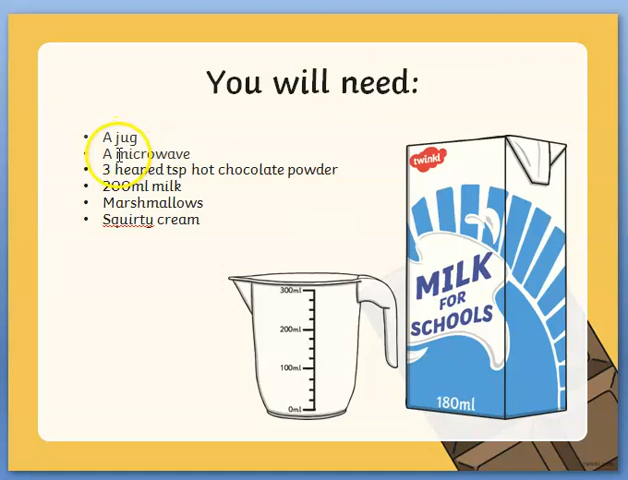 You will need:
• A jug
• A microwave
• 3 heaped tsp hot chocolate powder
• 200ml milk
• Marshmallows
• Squirty cream
twinkl
MILK
FOR
SCHOOLS
180ml
300ml
200ml
100ml
0ml